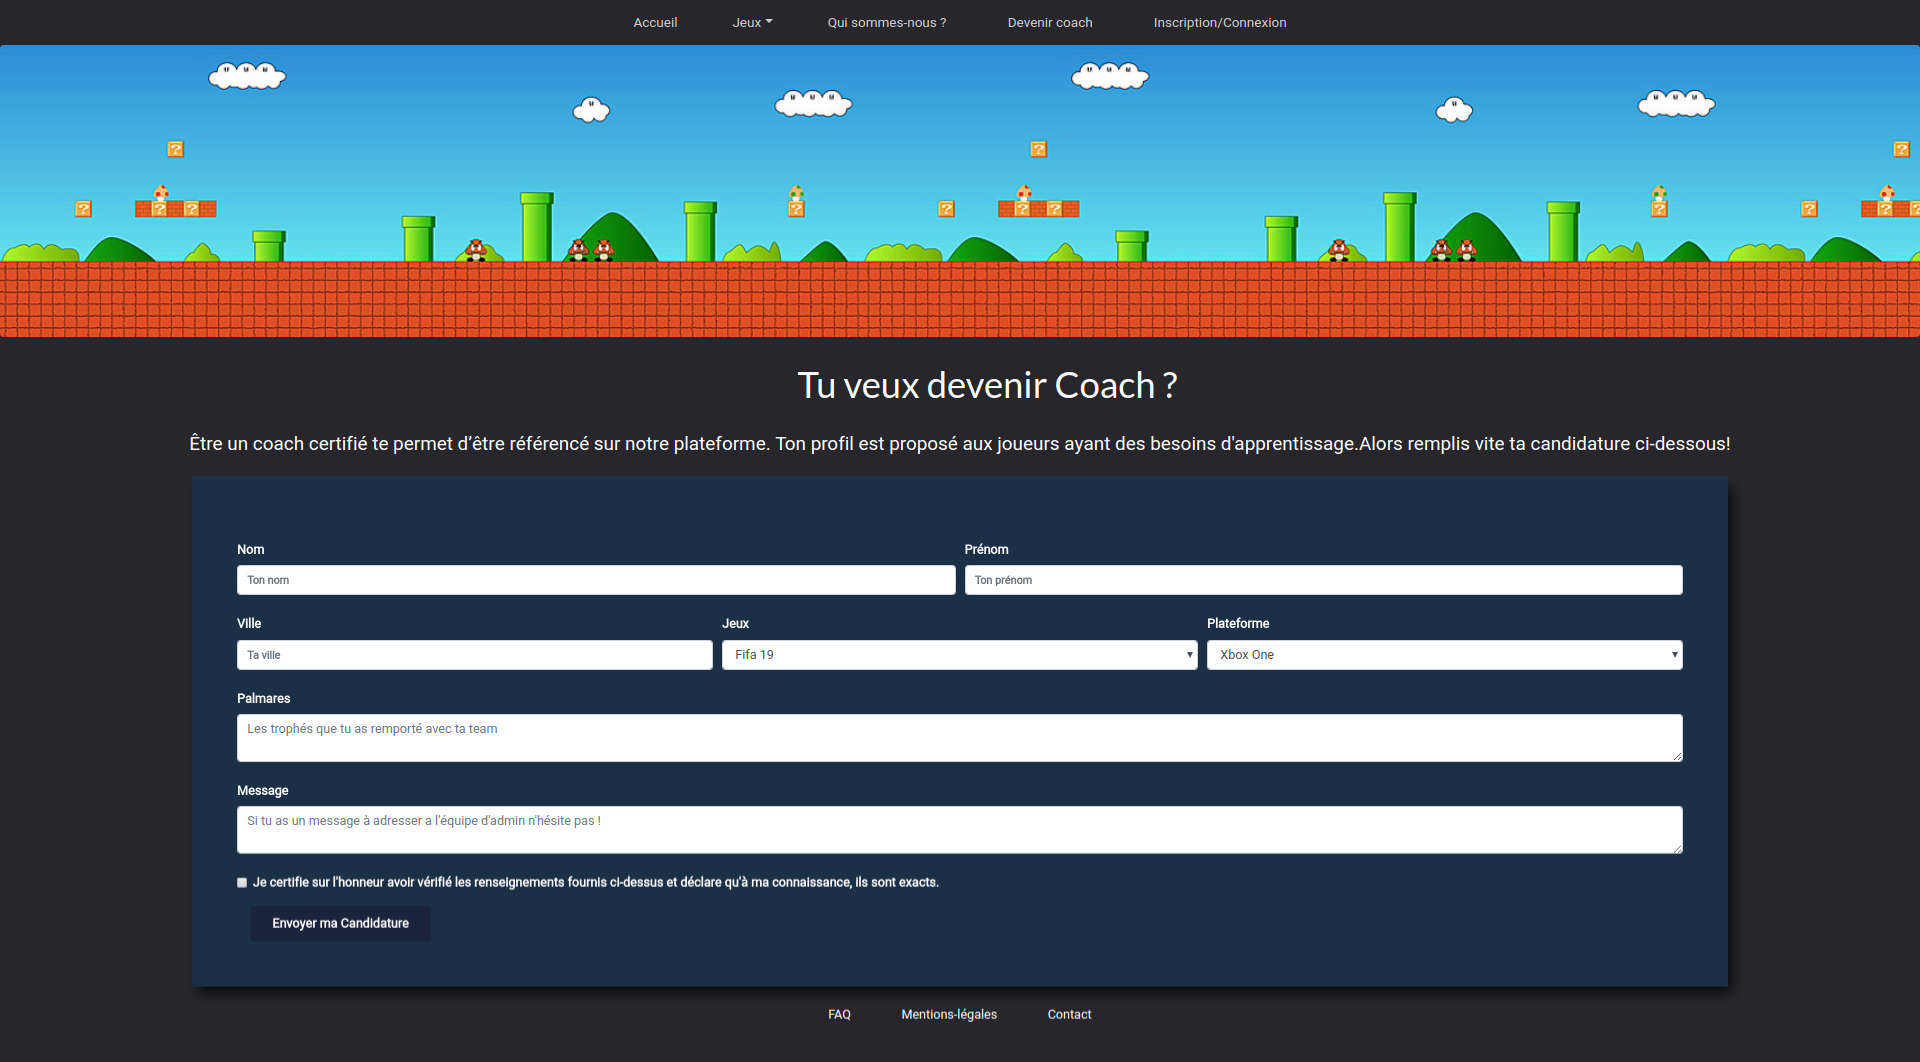 Accueil Jeux Qui sommes-nous ? Devenir coach Inscription/Connexion
Tu veux devenir Coach ?
Être un coach certifié te permet d’être référencé sur notre plateforme. Ton profil est proposé aux joueurs ayant des besoins d'apprentissage.Alors remplis vite ta candidature ci-dessous!
Nom Prénom
Ton nom Ton prénom
Ville Jeux Plateforme
Ta ville Fifa 19 Xbox One
Palmares
Les trophés que tu as remporté avec ta team
Message
Si tu as un message à adresser a l'équipe d'admin n'hésite pas !
Je certifie sur l'honneur avoir vérifié les renseignements fournis ci-dessus et déclare qu'à ma connaissance, ils sont exacts.
Envoyer ma Candidature
FAQ Mentions-légales Contact